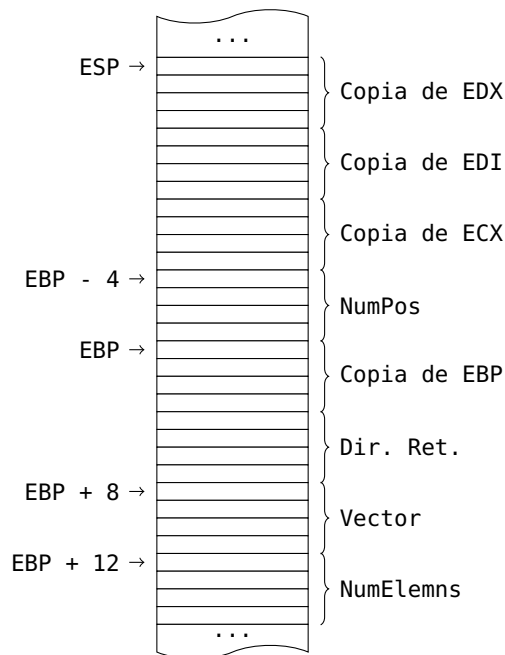 ...
ESP →
Copia de EDX
Copia de EDI
Copia de ECX
EBP - 4 →
NumPos
EBP →
Copia de EBP
Dir. Ret.
EBP + 8 →
Vector
EBP + 12 →
NumElemns
...